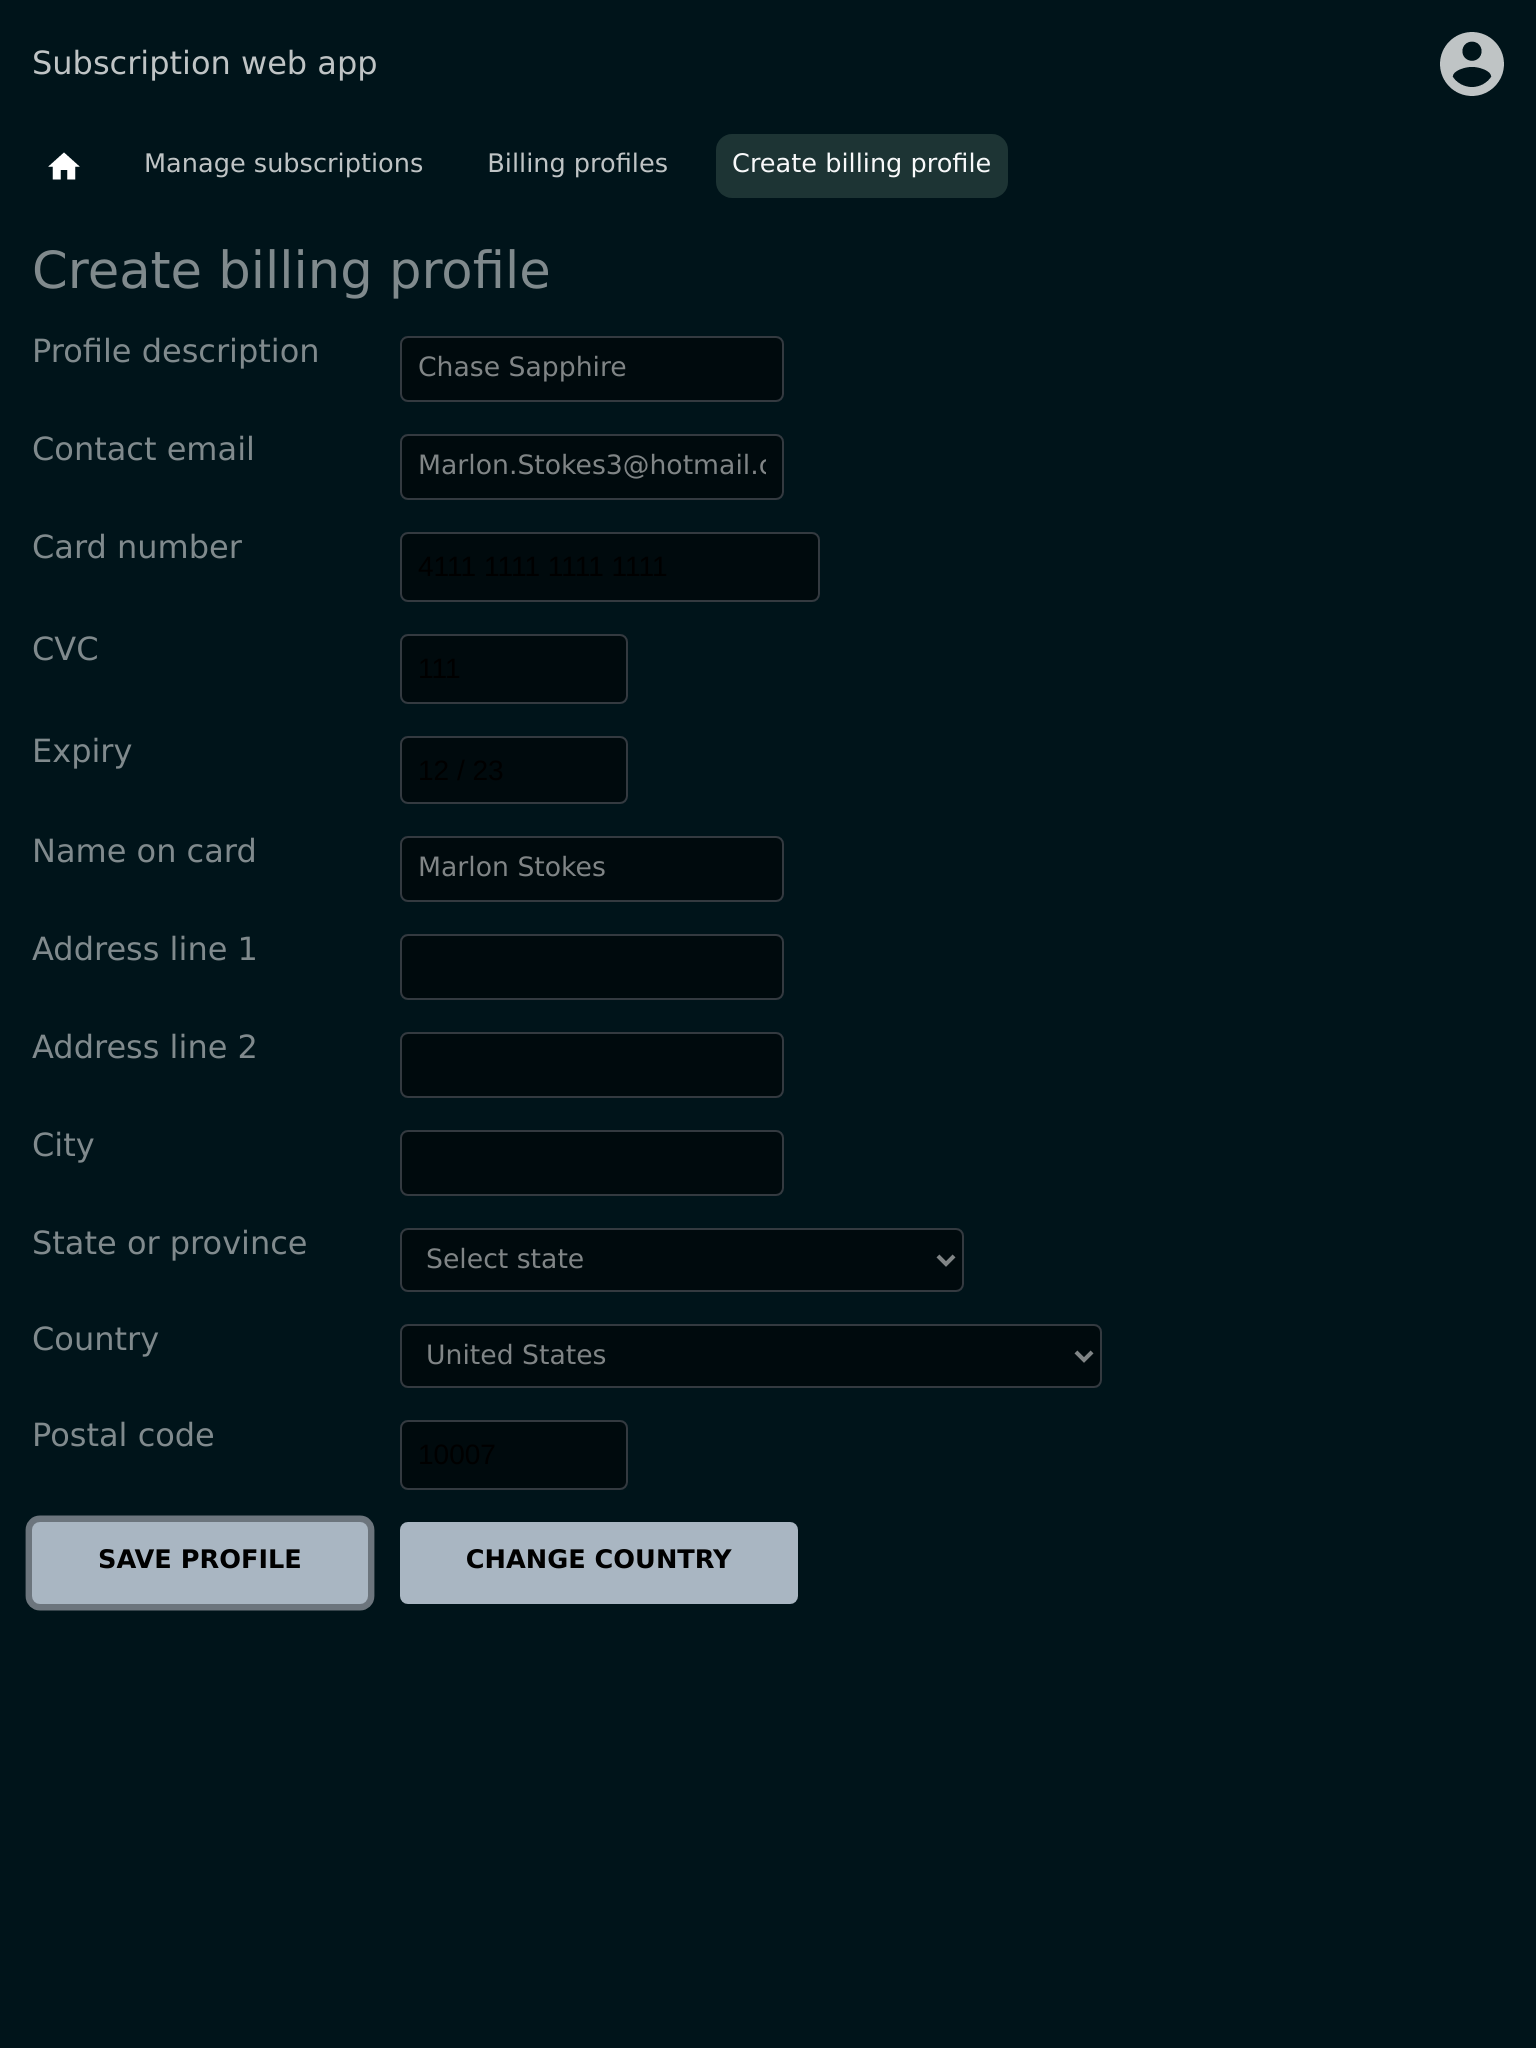 Subscription web app
Manage subscriptions Billing profiles Create billing profile
Create billing profile
Profile description Chase Sapphire
Contact email Marlon.Stokes3@hotmail.c
Card number 4111 1111 1111 1111
CVC 111
Expiry 12 / 23
Name on card Marlon Stokes
Address line 1
Address line 2
City
State or province Select state
Country United States
Postal code 10007
SAVE PROFILE CHANGE COUNTRY